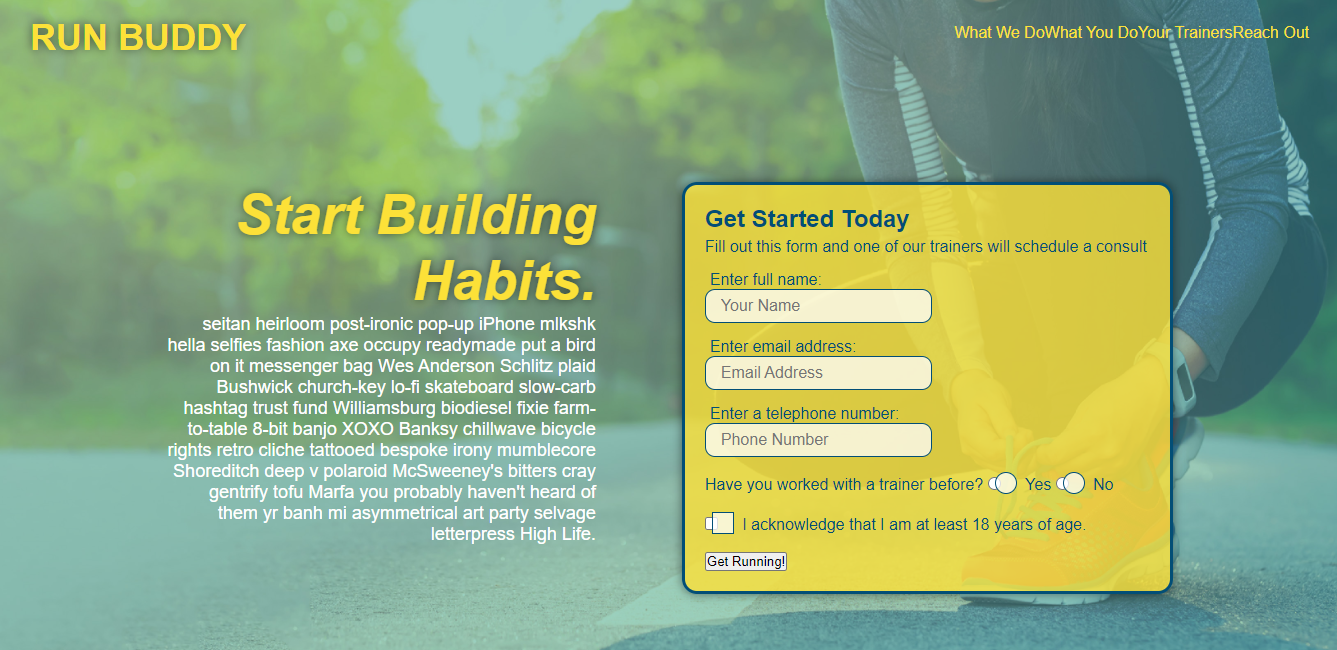 RUN BUDDY
What We DoWhat You DoYour TrainersReach Out
Start Building
Habits.
seitan heirloom post-ironic pop-up iPhone mlkshk
hella selfies fashion axe occupy readymade put a bird
on it messenger bag Wes Anderson Schlitz plaid
Bushwick church-key lo-fi skateboard slow-carb
hashtag trust fund Williamsburg biodiesel fixie farm-
to-table 8-bit banjo XOXO Banksy chillwave bicycle
rights retro cliche tattooed bespoke irony mumblecore
Shoreditch deep v polaroid McSweeney's bitters cray
gentrify tofu Marfa you probably haven't heard of
them yr banh mi asymmetrical art party selvage
letterpress High Life.
Get Started Today
Fill out this form and one of our trainers will schedule a consult
Enter full name:
Your Name
Enter email address:
Email Address
Enter a telephone number:
Phone Number
Have you worked with a trainer before? Yes No
I acknowledge that I am at least 18 years of age.
Get Running!